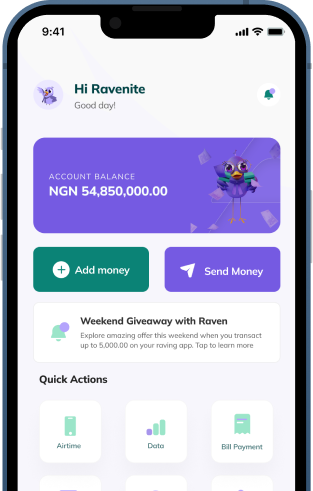 9:41
Hi Ravenite
Good day!
ACCOUNT BALANCE
NGN 54,850,000.00
Add money
Send Money
Weekend Giveaway with Raven
Explore amazing offer this weekend when you transact
up to 5,000.00 on your raving app. Tap to learn more
Quick Actions
Airtime
Data
Bill Payment